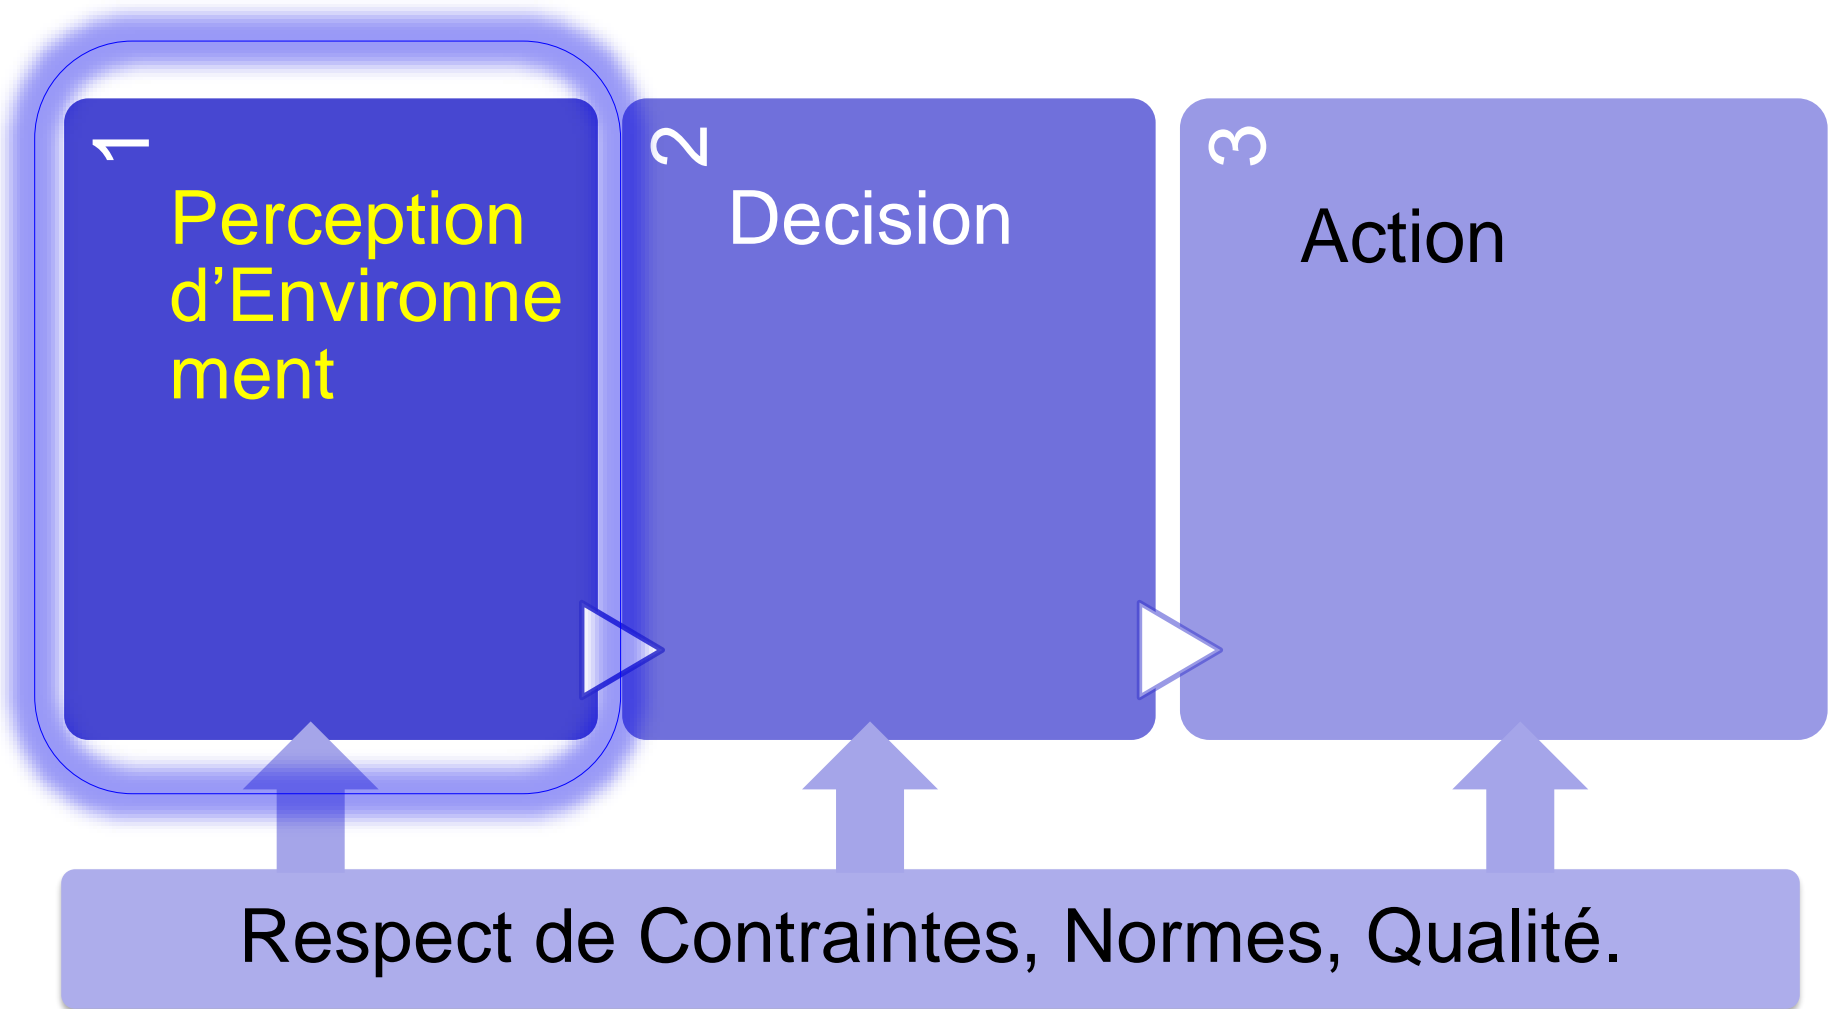 1
Perception
d’Environne
ment
2
Decision
3
Action
Respect de Contraintes, Normes, Qualité.